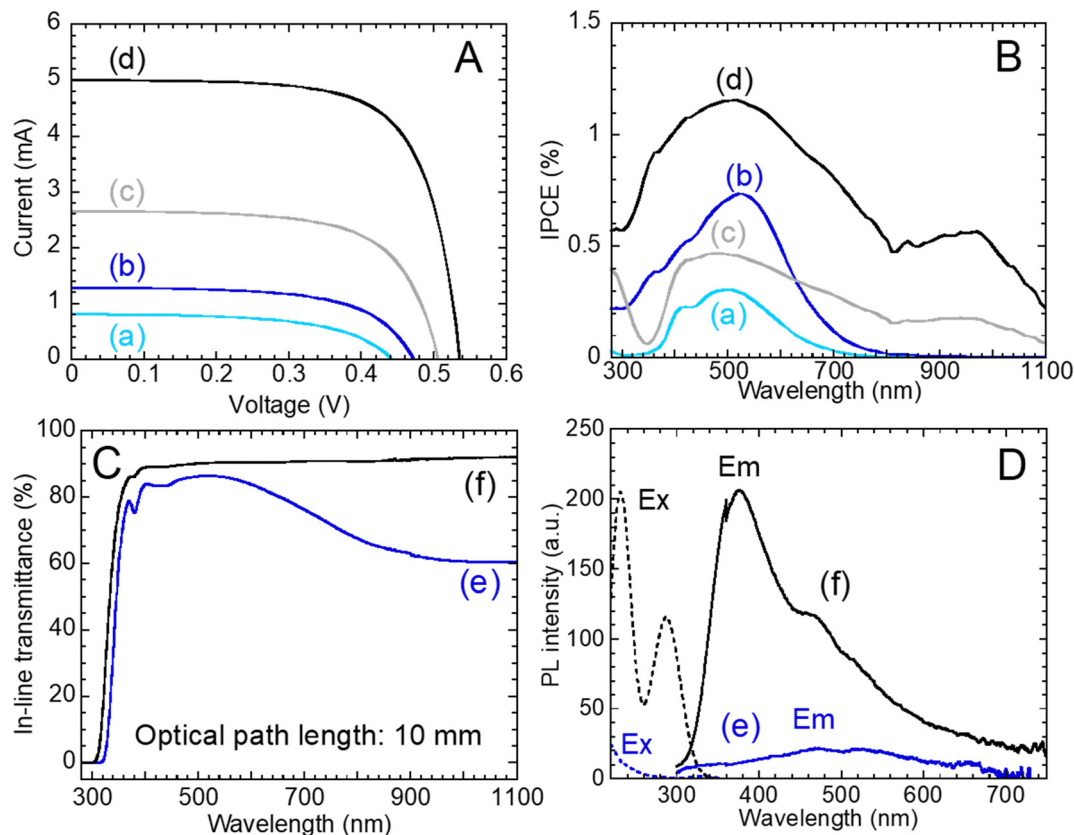 A
(d)
(c)
(b)
(a)
6
5
4
3
2
1
0
Current (mA)
0
0.1
0.2
0.3
0.4
0.5
0.6
Voltage (V)
B
(d)
(b)
(c)
(a)
1.5
1
0.5
0
IPCE (%)
300
500
700
900
1100
Wavelength (nm)
C
(f)
(e)
100
80
60
40
20
0
In-line transmittance (%)
Optical path length: 10 mm
300
500
700
900
1100
Wavelength (nm)
D
Em
Ex
(f)
(e)
Em
Ex
250
200
150
100
50
0
PL intensity (a.u.)
300
400
500
600
700
Wavelength (nm)